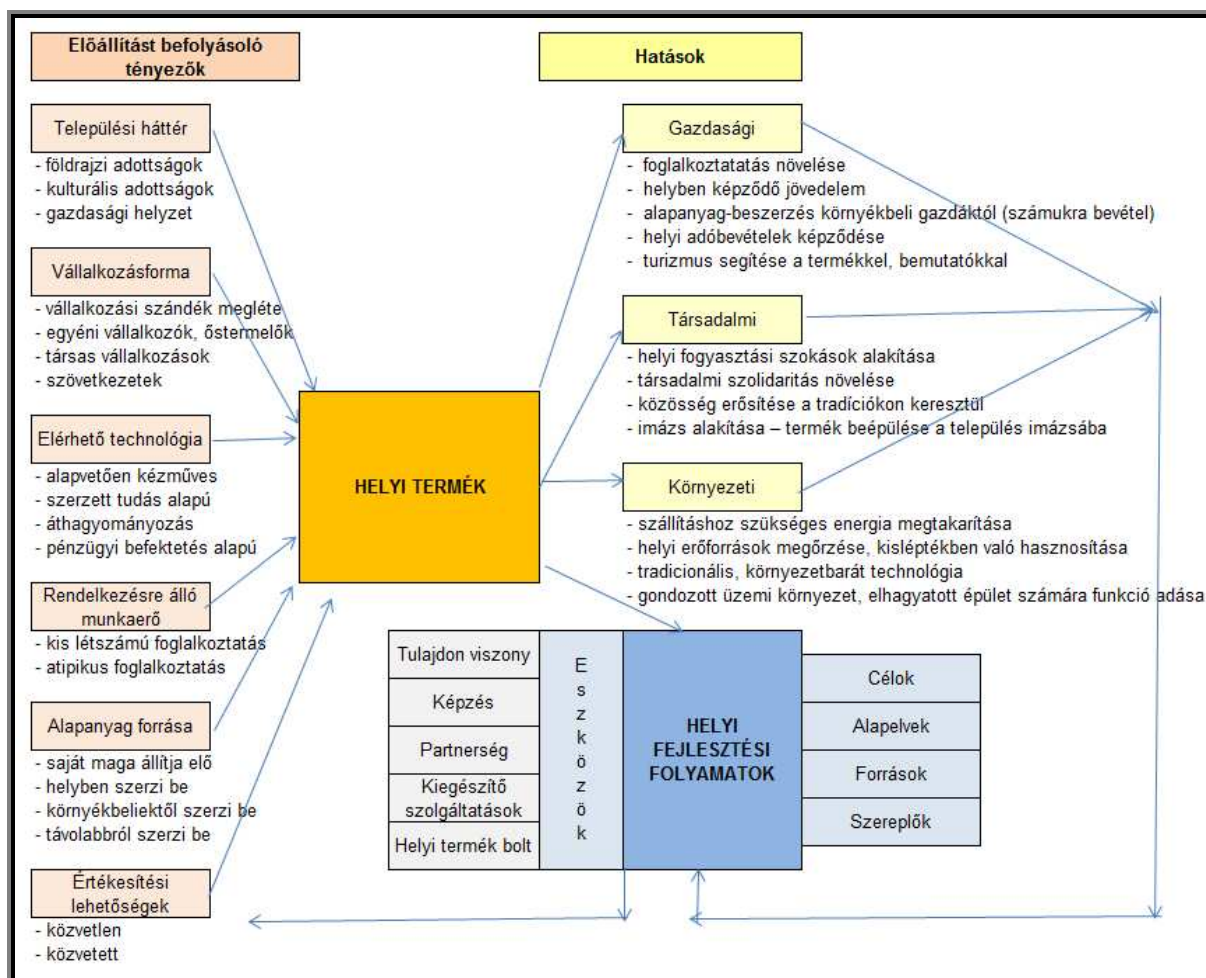 Előállítást befolyásoló
tényezők
Települési háttér
- földrajzi adottságok
- kulturális adottságok
- gazdasági helyzet
Vállalkozásforma
- vállalkozási szándék megléte
- egyéni vállalkozók, őstermelők
- társas vállalkozások
- szövetkezetek
Elérhető technológia
- alapvetően kézműves
- szerzett tudás alapú
- áthagyományozás
- pénzügyi befektetés alapú
Rendelkezésre álló
munkaerő
- kis létszámú foglalkoztatás
- atipikus foglalkoztatás
Alapanyag forrása
- saját maga állítja elő
- helyben szerzi be
- környékbeliektől szerzi be
- távolabbról szerzi be
Értékesítési
lehetőségek
- közvetlen
- közvetett
HELYI TERMÉK
Hatások
Gazdasági
- foglalkoztatatás növelése
- helyben képződő jövedelem
- alapanyag-beszerzés környékbeli gazdáktól (számukra bevétel)
- helyi adóbevételek képződése
- turizmus segítése a termékkel, bemutatókkal
Társadalmi
- helyi fogyasztási szokások alakítása
- társadalmi szolidaritás növelése
- közösség erősítése a tradíciókon keresztül
- imázs alakítása – termék beépülése a település imázsába
Környezeti
- szállításhoz szükséges energia megtakarítása
- helyi erőforrások megőrzése, kisléptékben való hasznosítása
- tradicionális, környezetbarát technológia
- gondozott üzemi környezet, elhagyatott épület számára funkció adása
Tulajdon viszony
Képzés
Partnerség
Kiegészítő
szolgáltatások
Helyi termék bolt
E
s
z
k
ö
z
ö
k
HELYI
FEJLESZTÉSI
FOLYAMATOK
Célok
Alapelvek
Források
Szereplők